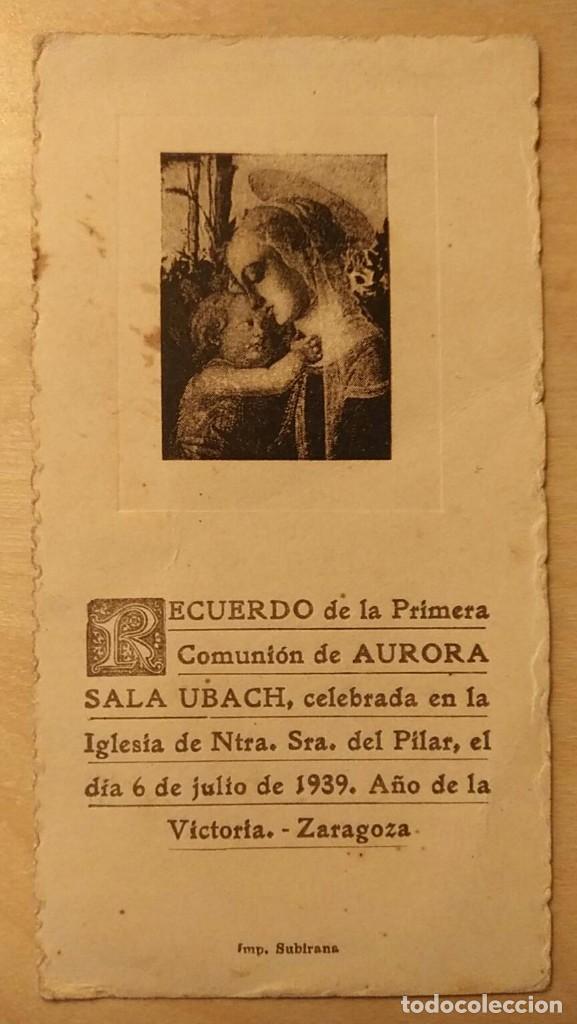 RECUERDO de la Primera
Comunión de AURORA
SALA UBACH, celebrada en la
Iglesia de Ntra. Sra. del Pilar, el
día 6 de julio de 1939. Año de la
Victoria. - Zaragoza
Imp. Subirana
todocoleccion